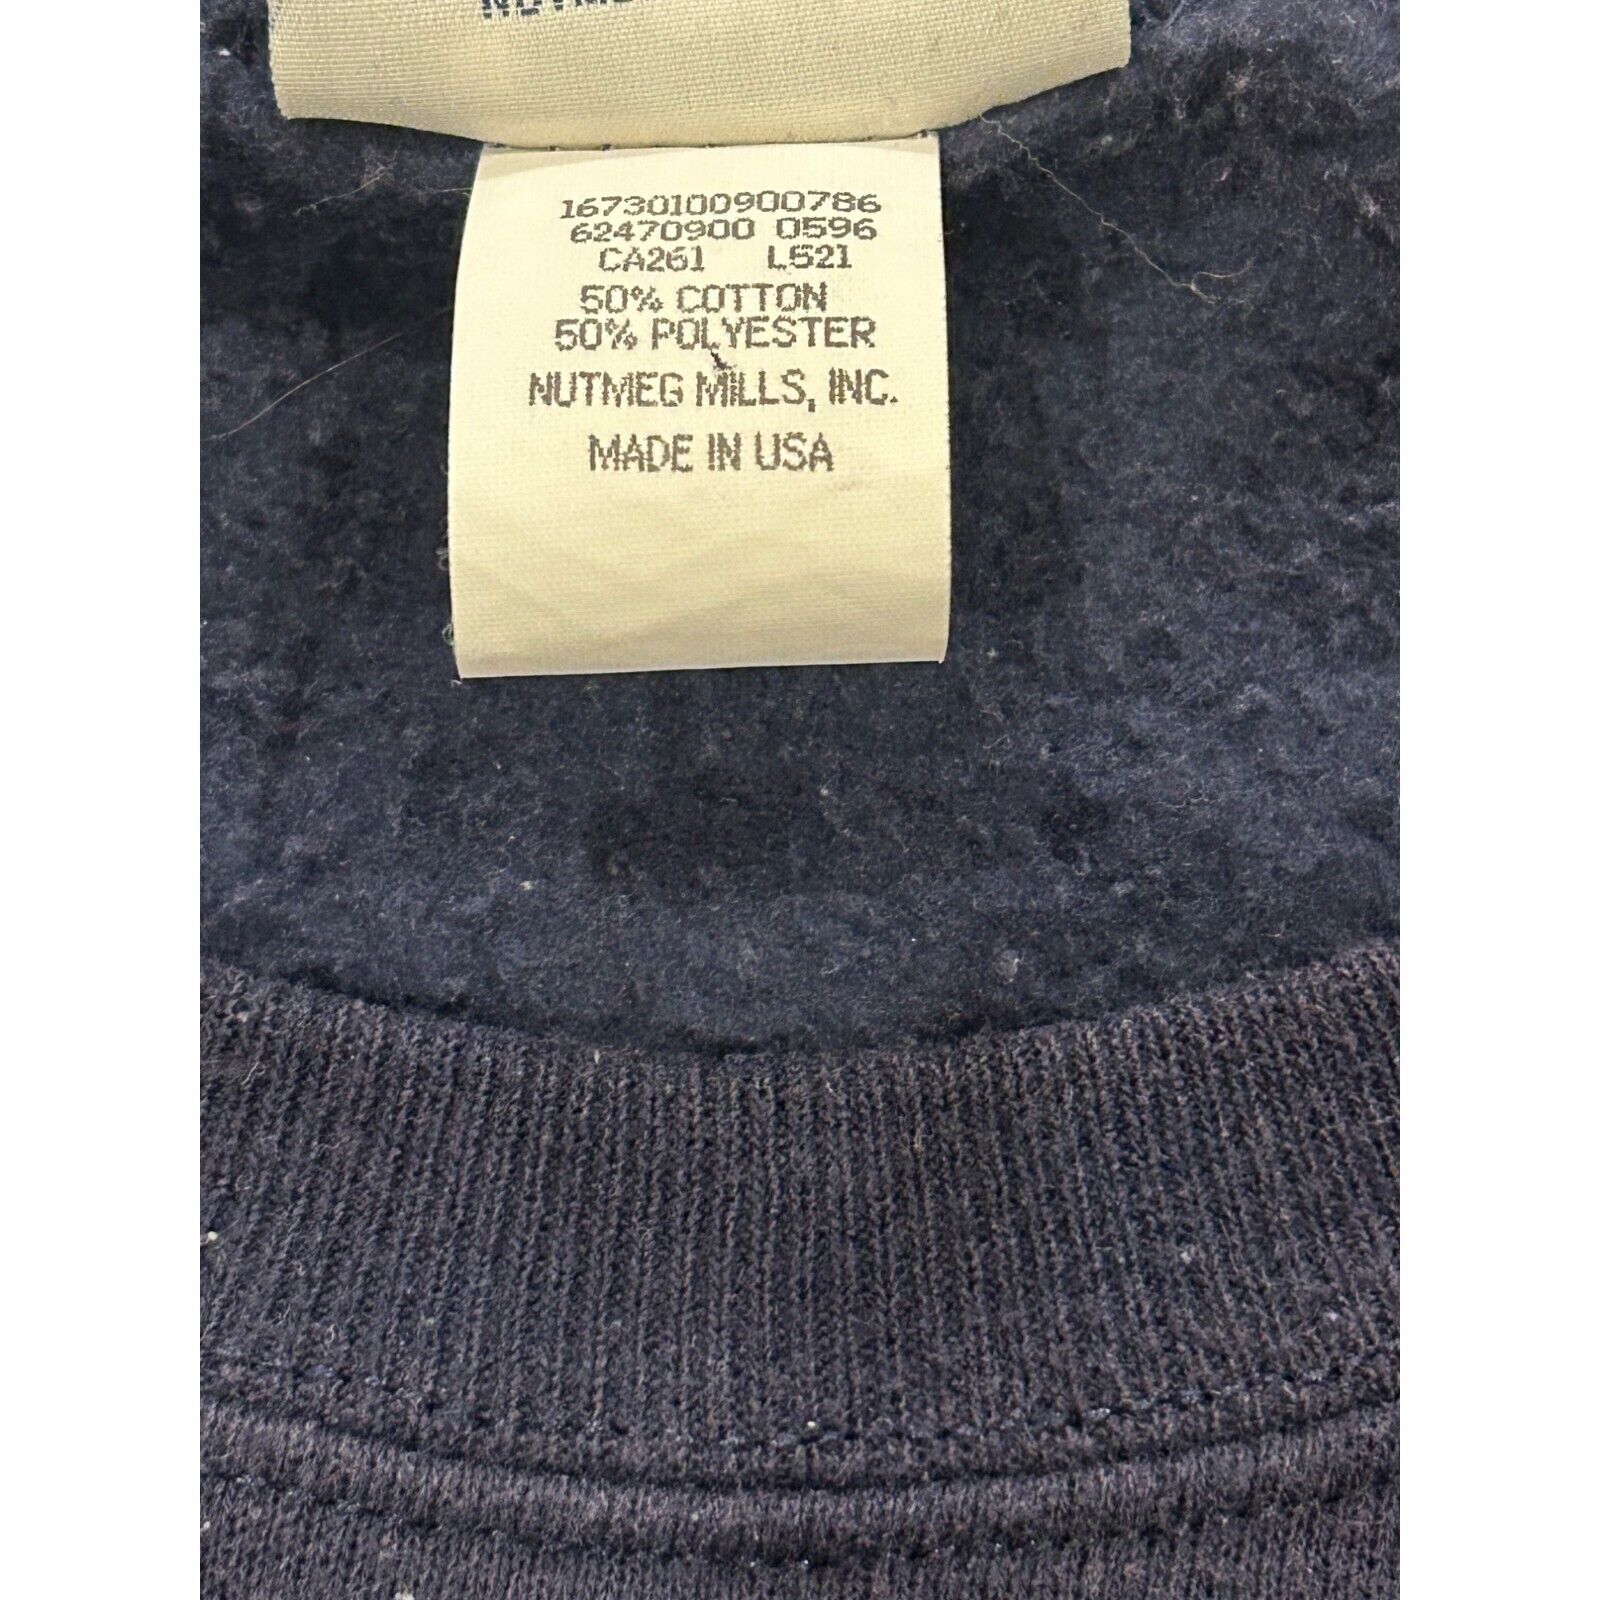 16730100900786
62470900 0596
CA261 L521
50% COTTON
50% POLYESTER
NUTMEG MILLS, INC.
MADE IN USA